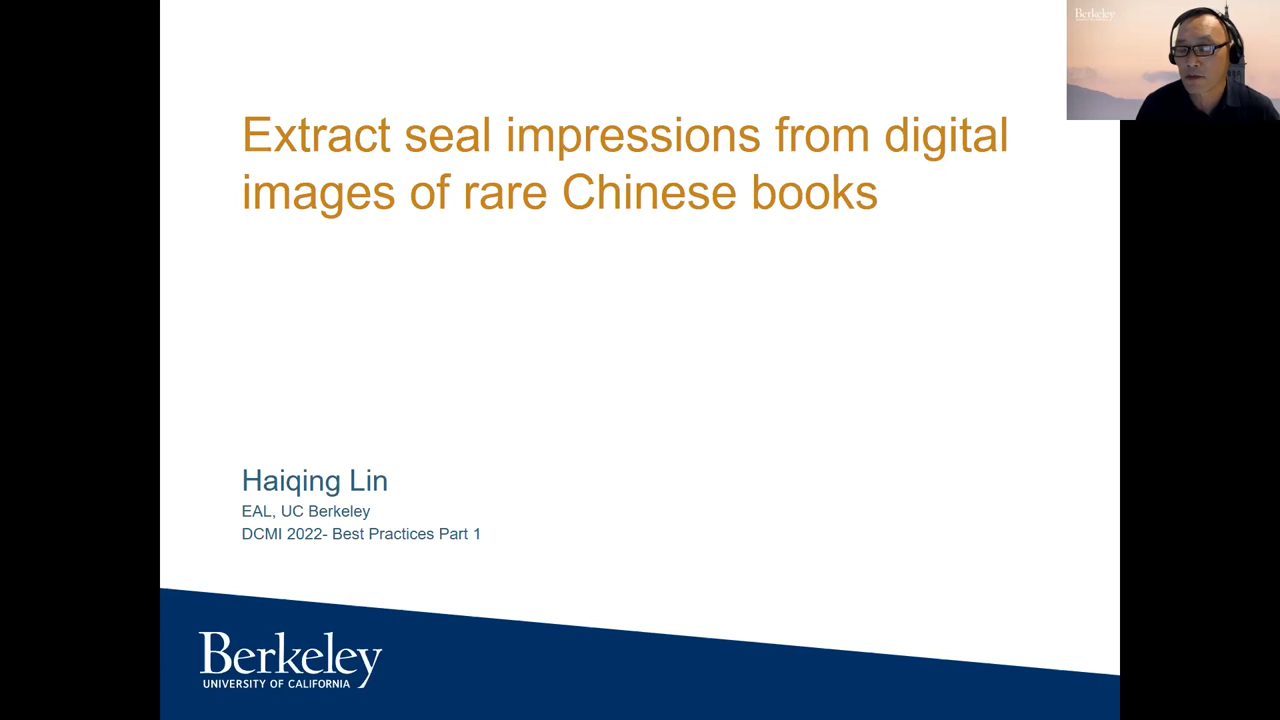 Extract seal impressions from digital
images of rare Chinese books
Haiqing Lin
EAL, UC Berkeley
DCMI 2022- Best Practices Part 1
Berkeley
UNIVERSITY OF CALIFORNIA
Berkeley